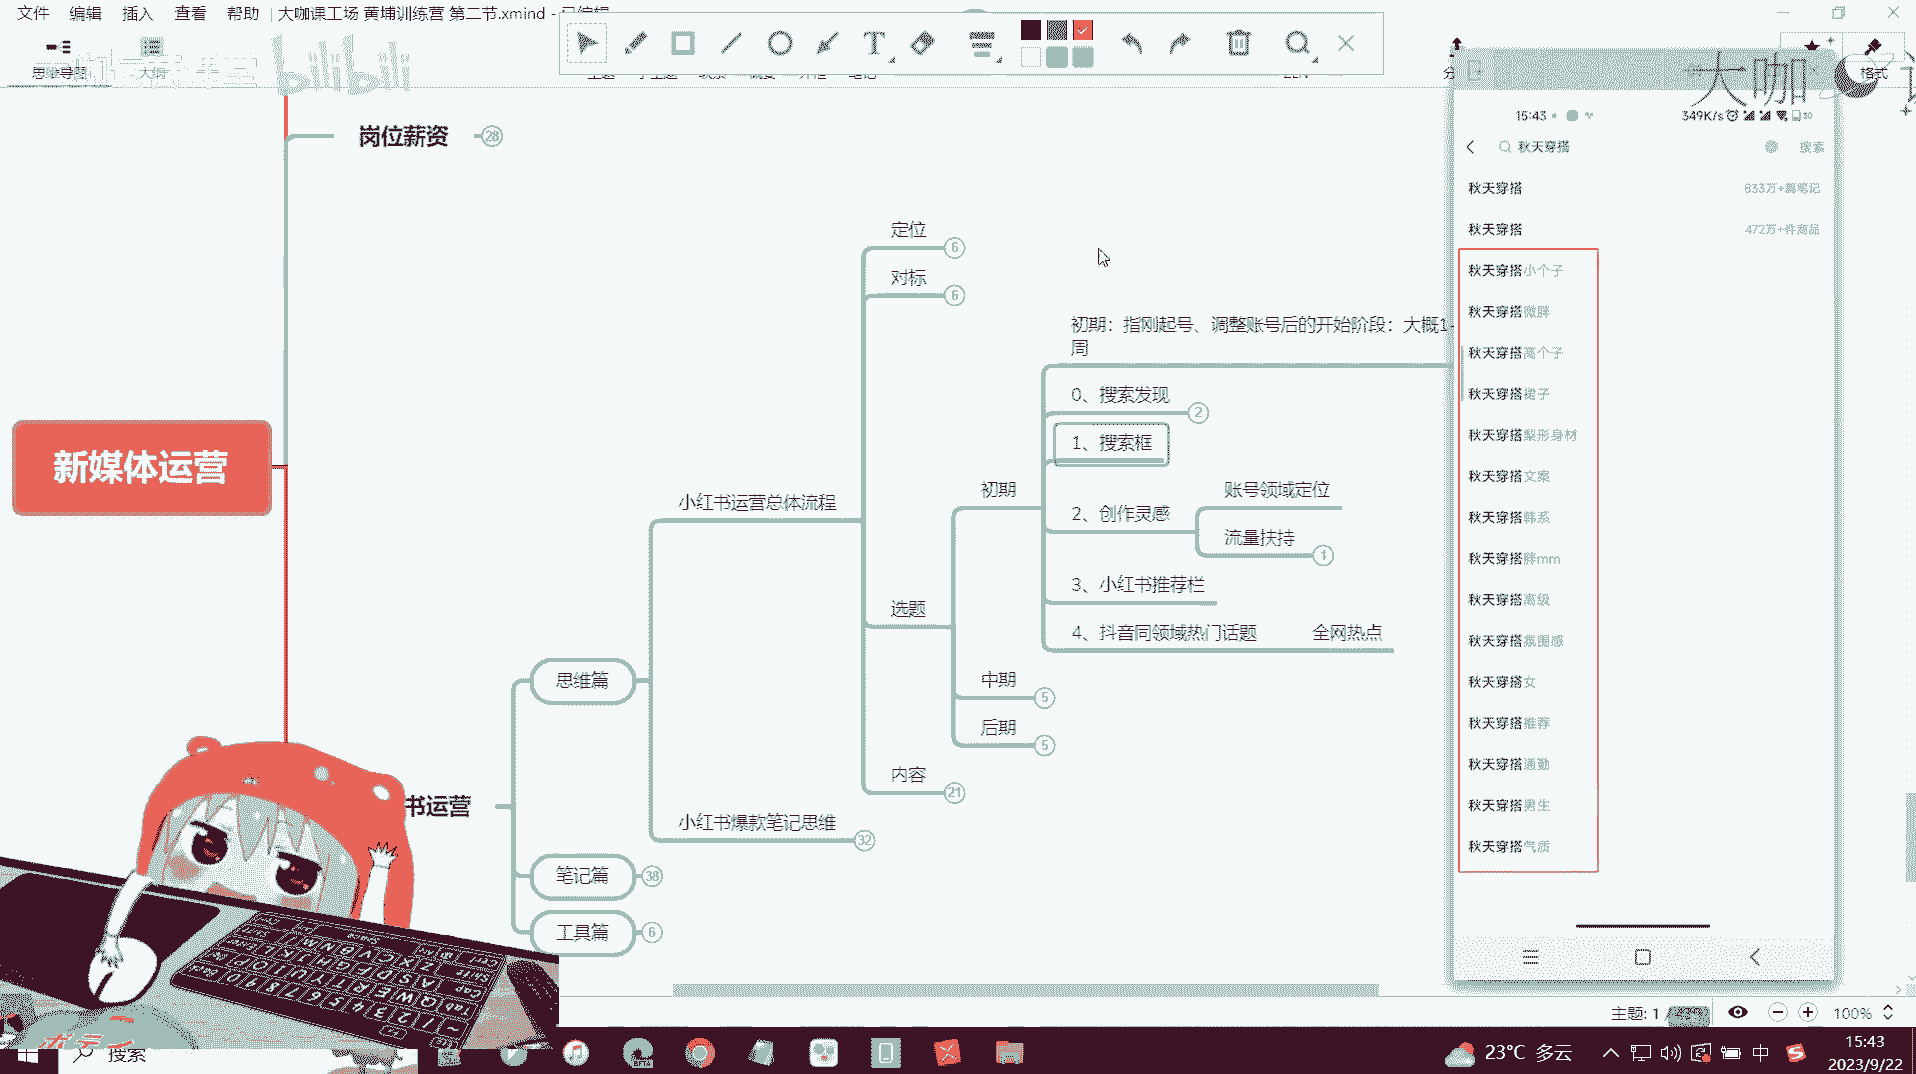 文件 编辑 插入 查看 帮助 大咖课工场 黄埔训练营 第二节.xmind - 已编辑
bilibili
思维导图 大纲
格式
大咖
岗位薪资 28
新媒体运营
书运营
思维篇
笔记篇 38
工具篇 6
小红书运营总体流程
小红书爆款笔记思维 32
定位 6
对标 6
选题
内容 21
初期
中期 5
后期 5
初期：指刚起号、调整账号后的开始阶段：大概1-
周
0、搜索发现 2
1、搜索框
2、创作灵感
账号领域定位
流量扶持 1
3、小红书推荐栏
4、抖音同领域热门话题 全网热点
15:43 349K/s 30
秋天穿搭 搜索
秋天穿搭 833万+篇笔记
秋天穿搭 472万+件商品
秋天穿搭小个子
秋天穿搭微胖
秋天穿搭高个子
秋天穿搭裙子
秋天穿搭梨形身材
秋天穿搭文案
秋天穿搭韩系
秋天穿搭胖mm
秋天穿搭高级
秋天穿搭氛围感
秋天穿搭女
秋天穿搭推荐
秋天穿搭通勤
秋天穿搭男生
秋天穿搭气质
主题: 1 100%
搜索
23°C 多云 中 15:43
2023/9/22